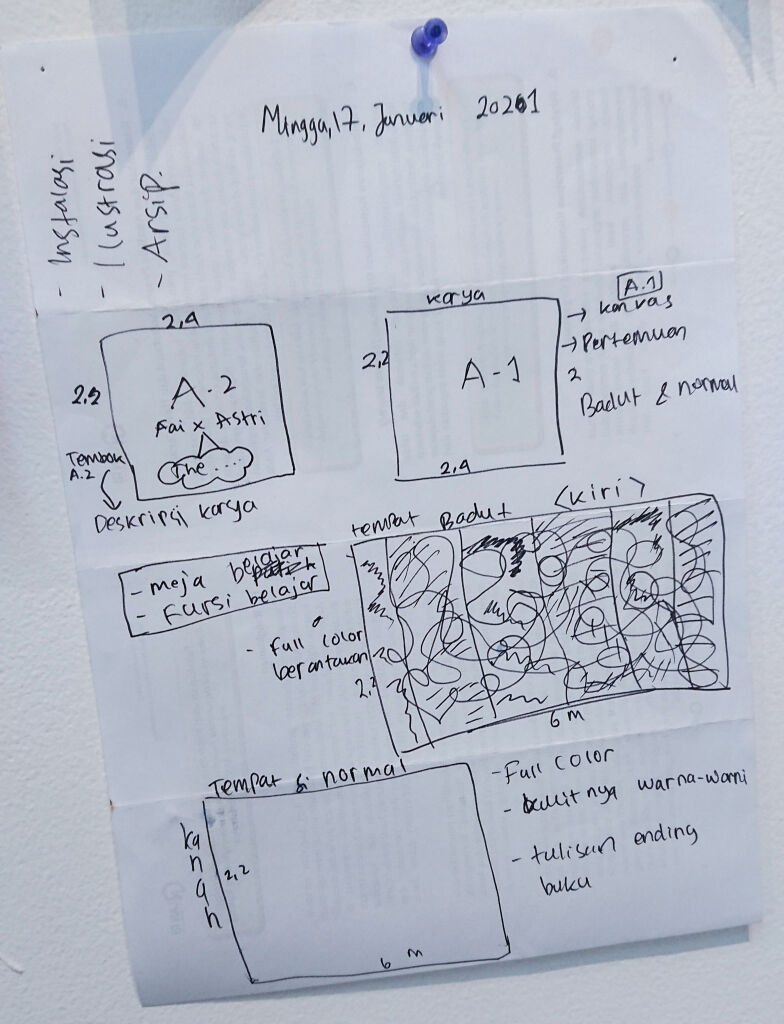 Minggu, 17, Januari 2021
- Instalasi
- Ilustrasi
- Arsip.
2,4
2,2
A-2
Fai x Astri
The ....
Tembok
A.2
Deskripsi karya
karya
2,2
A-1
2,4
A.1
→ kanvas
→ Pertemuan
2
Badut & normal
- meja belajar
- kursi belajar
tempat Badut <kiri>
- Full color
berantakan
2,2
6 m
Tempat si normal
kanan
2,2
6 m
- Full color
- kulitnya warna-warni
- tulisan ending
buku